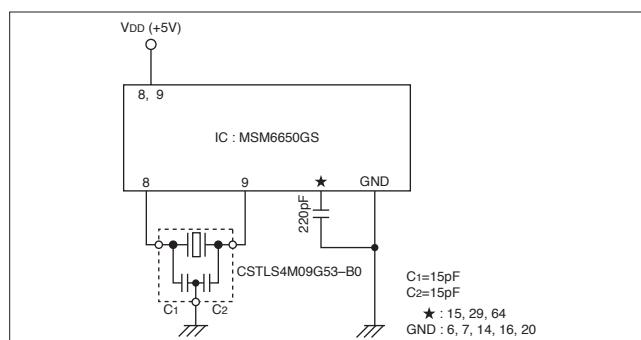 VDD (+5V)
8, 9
IC : MSM6650GS
8
9
★
GND
220pF
CSTLS4M09G53–B0
C1
C2
C1=15pF
C2=15pF
★ : 15, 29, 64
GND : 6, 7, 14, 16, 20